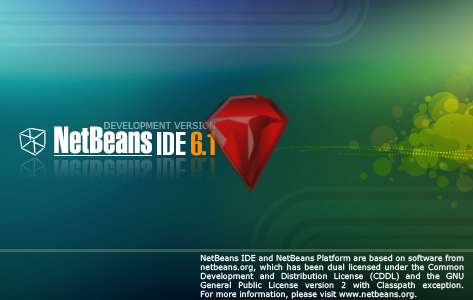 DEVELOPMENT VERSION
NetBeans IDE 6.1
NetBeans IDE and NetBeans Platform are based on software from
netbeans.org, which has been dual licensed under the Common
Development and Distribution License (CDDL) and the GNU
General Public License version 2 with Classpath exception.
For more information, please visit www.netbeans.org.